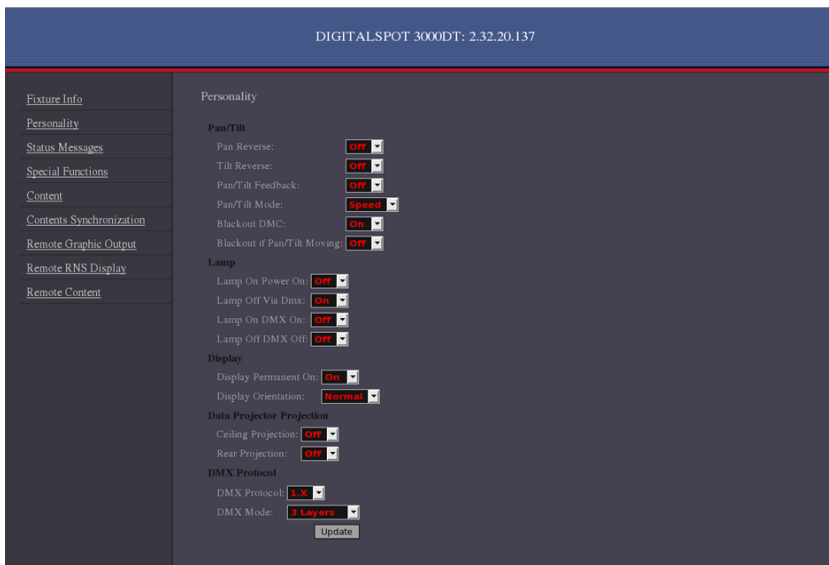 DIGITALSPOT 3000DT: 2.32.20.137
Fixture Info
Personality
Status Messages
Special Functions
Content
Contents Synchronization
Remote Graphic Output
Remote RNS Display
Remote Content
Personality
Pan/Tilt
Pan Reverse: Off
Tilt Reverse: Off
Pan/Tilt Feedback: Off
Pan/Tilt Mode: Speed
Blackout DMC: On
Blackout if Pan/Tilt Moving: Off
Lamp
Lamp On Power On: Off
Lamp Off Via Dmx: On
Lamp On DMX On: Off
Lamp Off DMX Off: Off
Display
Display Permanent On: On
Display Orientation: Normal
Data Projector Projection
Ceiling Projection: Off
Rear Projection: Off
DMX Protocol
DMX Protocol: 1.X
DMX Mode: 3 Layers
Update